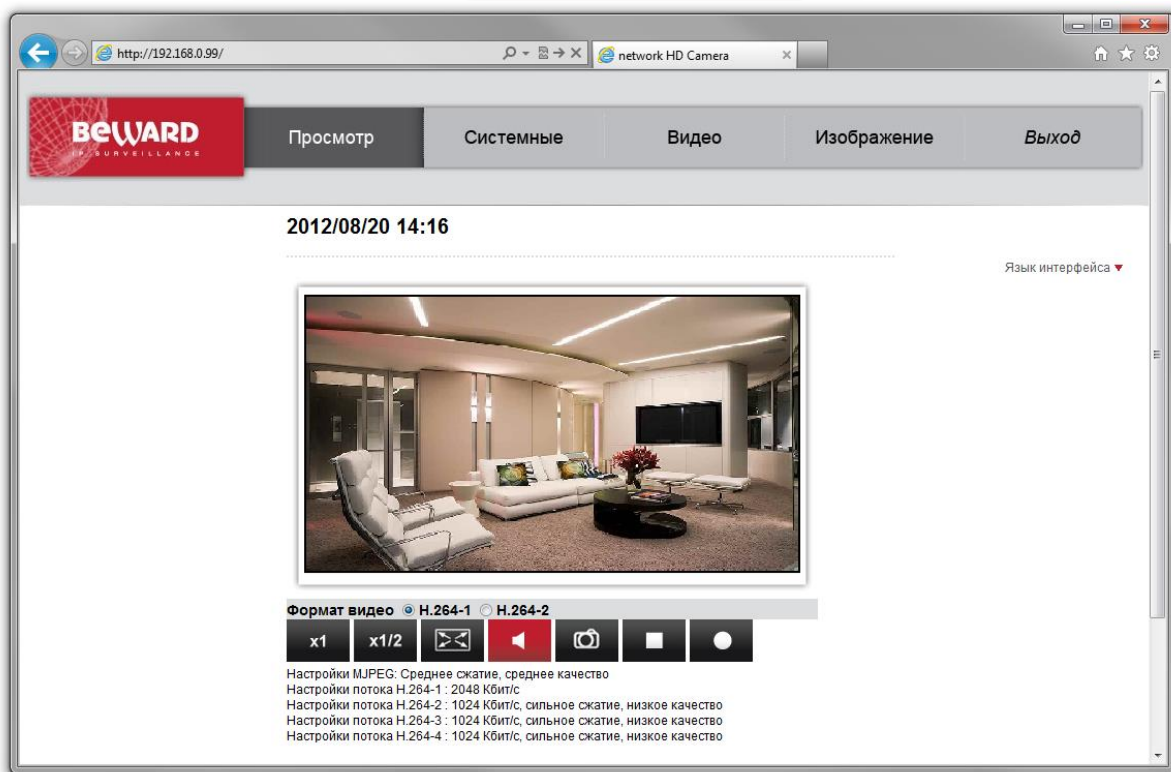 http://192.168.0.99/
network HD Camera
BEWARD
IP SURVEILLANCE
Просмотр Системные Видео Изображение Выход
2012/08/20 14:16
Язык интерфейса
Формат видео H.264-1 H.264-2
x1 x1/2
Настройки MJPEG: Среднее сжатие, среднее качество
Настройки потока H.264-1 : 2048 Кбит/с
Настройки потока H.264-2 : 1024 Кбит/с, сильное сжатие, низкое качество
Настройки потока H.264-3 : 1024 Кбит/с, сильное сжатие, низкое качество
Настройки потока H.264-4 : 1024 Кбит/с, сильное сжатие, низкое качество